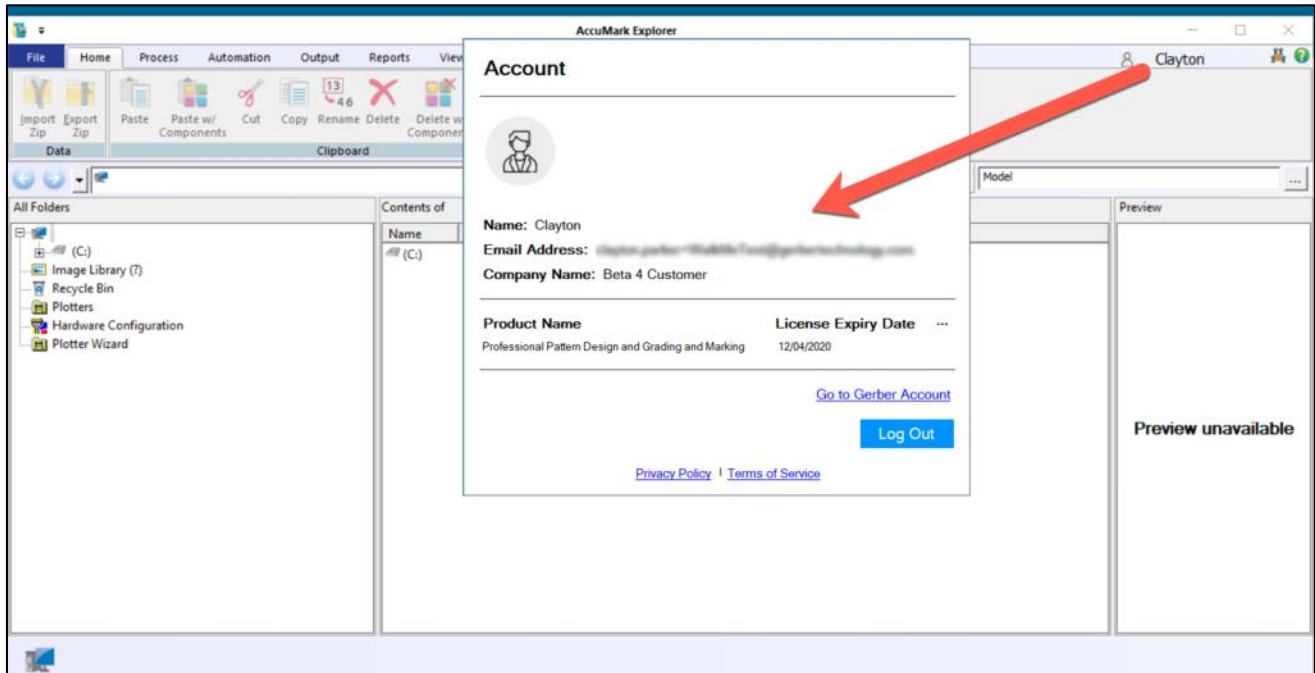 AccuMark Explorer
File Home Process Automation Output Reports View
Clayton
Import Zip
Export Zip
Paste
Paste w/ Components
Cut
Copy
Rename
Delete
Delete w
Componen
13
46
Data
Clipboard
Model
...
All Folders
(C:)
Image Library (?)
Recycle Bin
Plotters
Hardware Configuration
Plotter Wizard
Contents of
Name
(C:)
Account
Name: Clayton
Email Address:
Company Name: Beta 4 Customer
Product Name License Expiry Date ...
Professional Pattern Design and Grading and Marking 12/04/2020
Go to Gerber Account
Log Out
Privacy Policy | Terms of Service
Preview
Preview unavailable